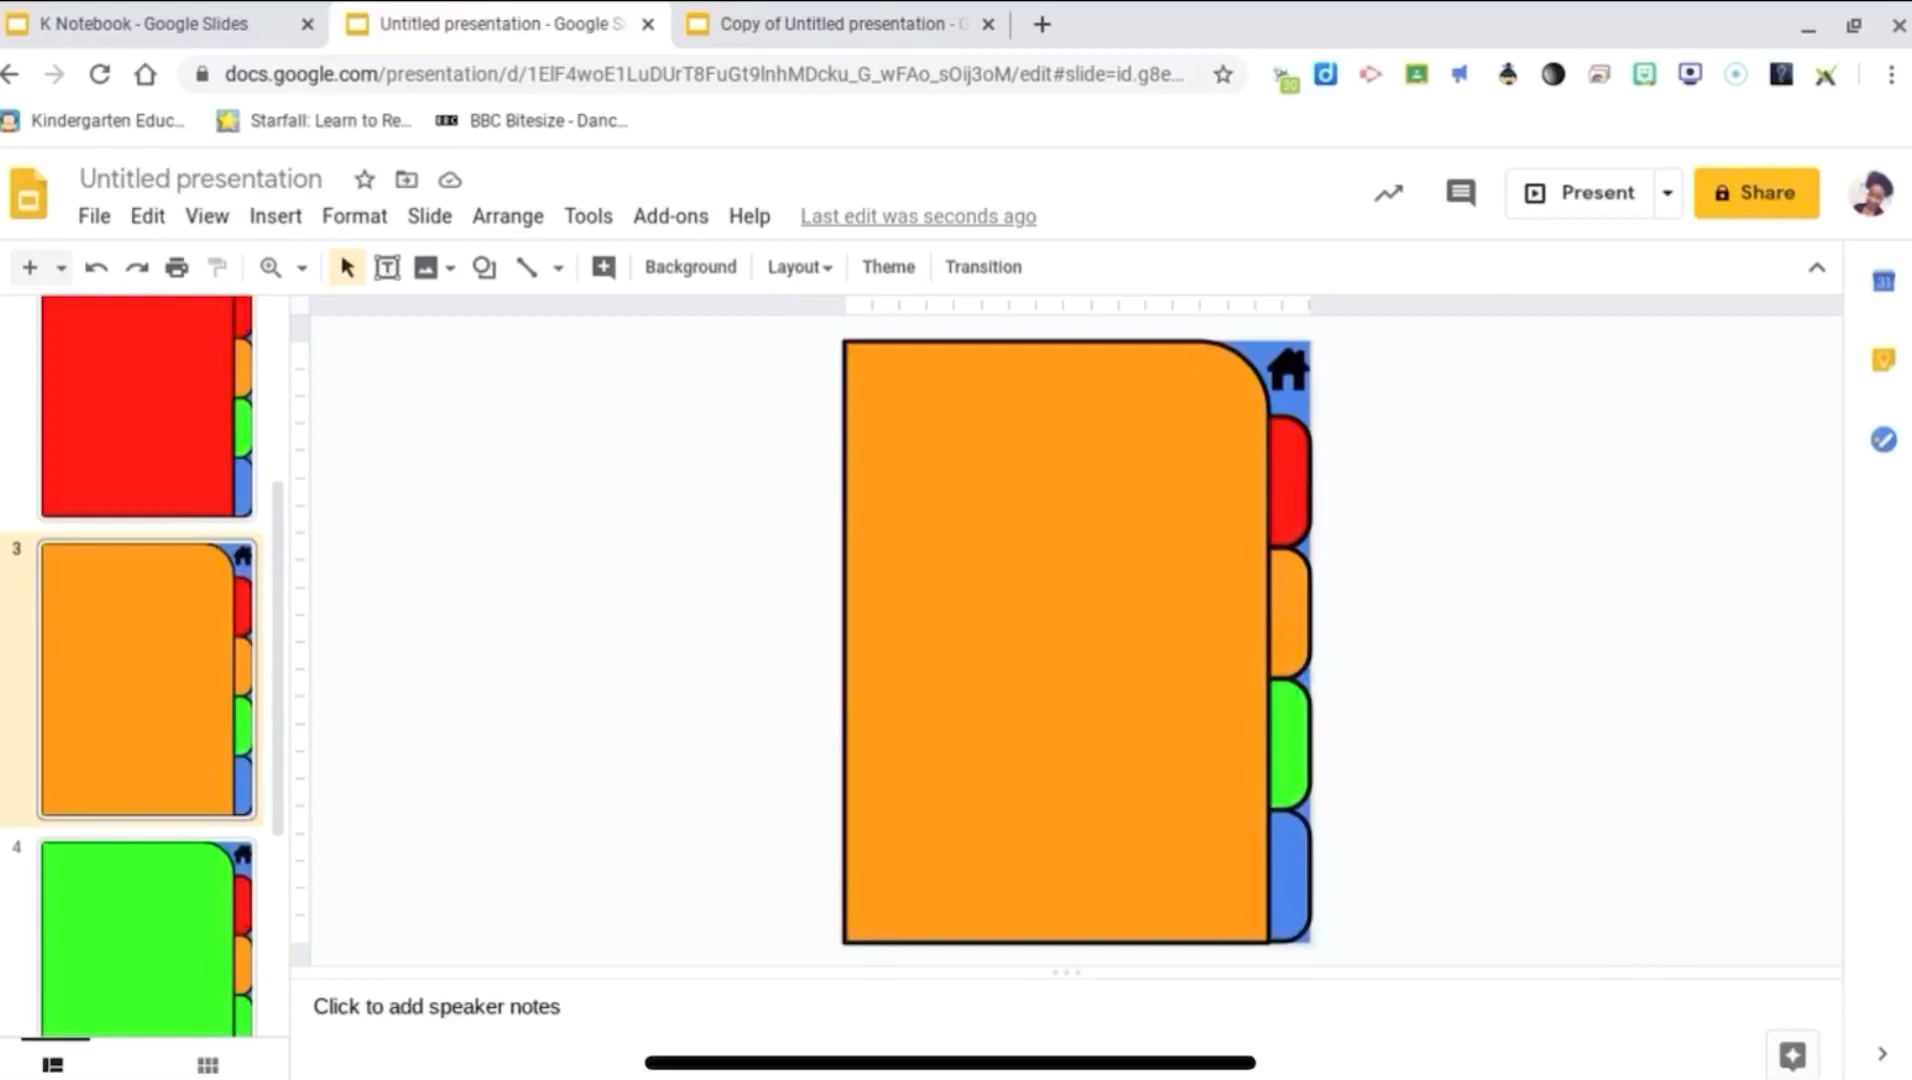 K Notebook - Google Slides
Untitled presentation - Google S
Copy of Untitled presentation - G
docs.google.com/presentation/d/1ElF4woE1LuDUrT8FuGt9lnhMDcku_G_wFAo_sOij3oM/edit#slide=id.g8e...
30
Kindergarten Educ...
Starfall: Learn to Re...
BBC
BBC Bitesize - Danc...
Untitled presentation
File Edit View Insert Format Slide Arrange Tools Add-ons Help Last edit was seconds ago
Present
Share
Background Layout Theme Transition
31
3
4
Click to add speaker notes